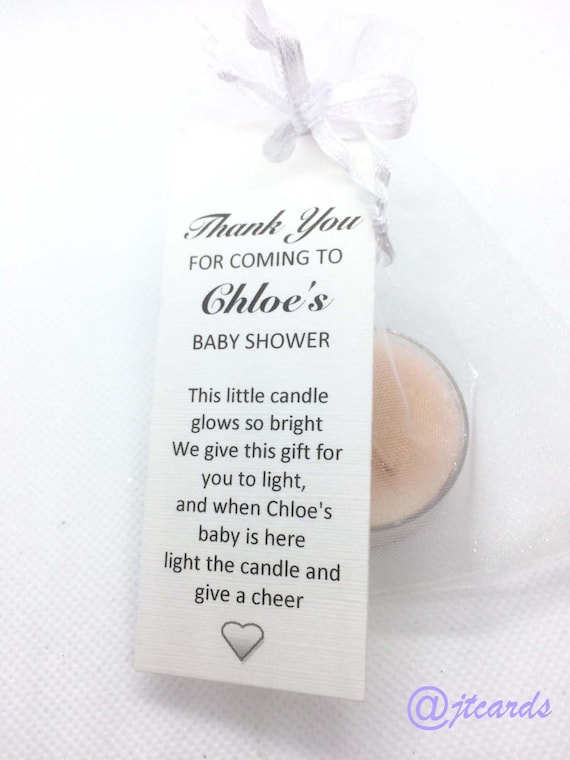 Thank You
FOR COMING TO
Chloe's
BABY SHOWER
This little candle
glows so bright
We give this gift for
you to light,
and when Chloe's
baby is here
light the candle and
give a cheer
@jtcards